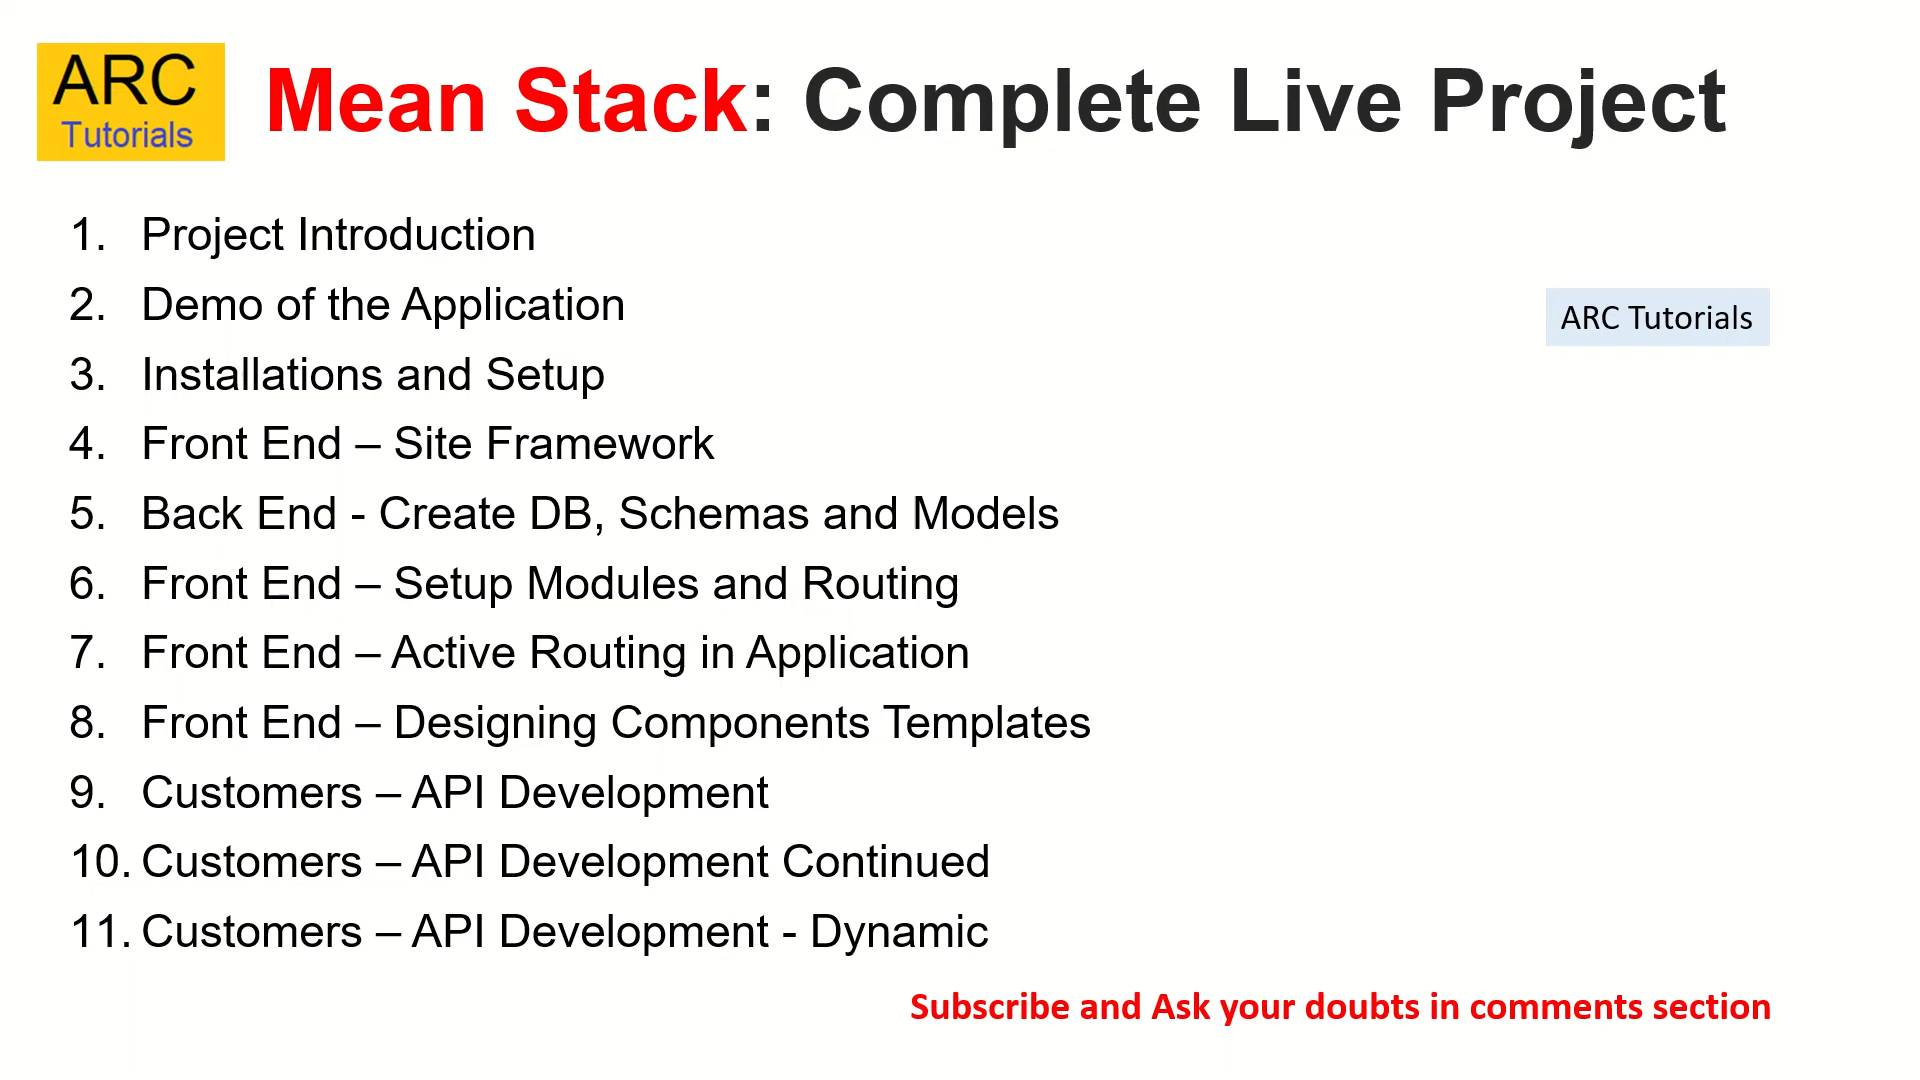 ARC
Tutorials
Mean Stack: Complete Live Project
1. Project Introduction
2. Demo of the Application
ARC Tutorials
3. Installations and Setup
4. Front End – Site Framework
5. Back End - Create DB, Schemas and Models
6. Front End – Setup Modules and Routing
7. Front End – Active Routing in Application
8. Front End – Designing Components Templates
9. Customers – API Development
10. Customers – API Development Continued
11. Customers – API Development - Dynamic
Subscribe and Ask your doubts in comments section